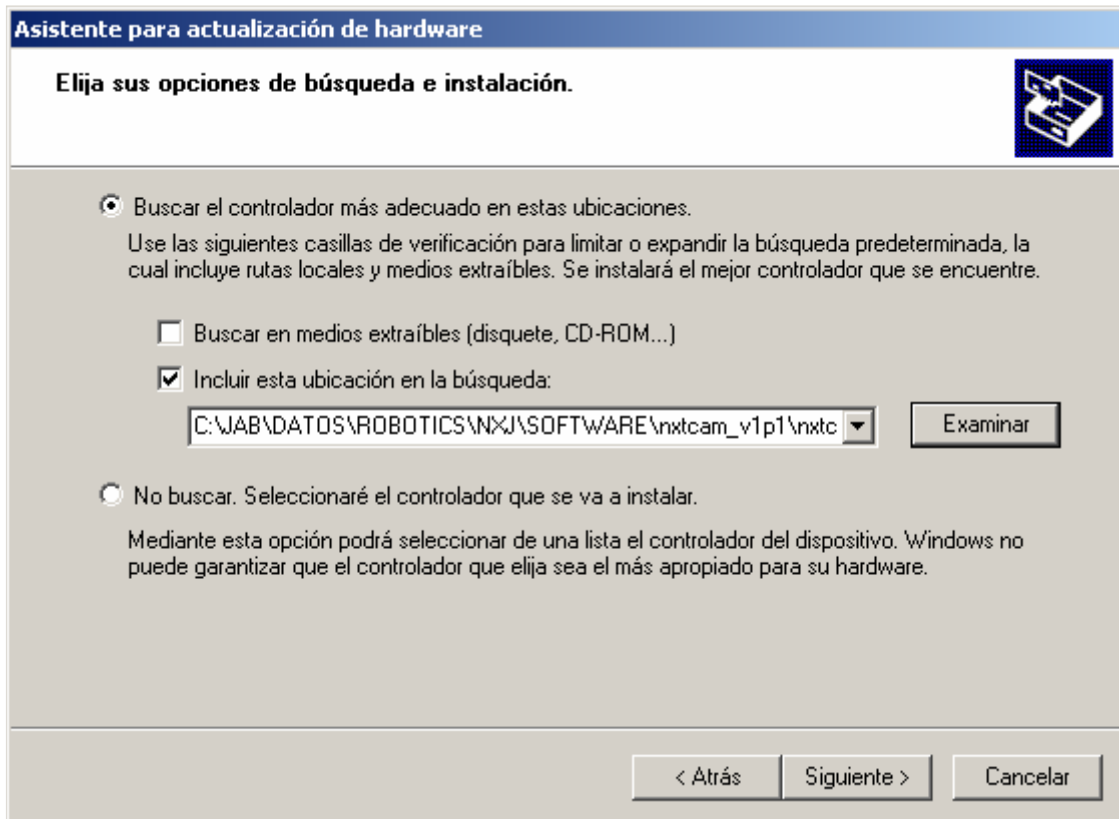 Asistente para actualización de hardware
Elija sus opciones de búsqueda e instalación.
Buscar el controlador más adecuado en estas ubicaciones.
Use las siguientes casillas de verificación para limitar o expandir la búsqueda predeterminada, la
cual incluye rutas locales y medios extraíbles. Se instalará el mejor controlador que se encuentre.
Buscar en medios extraíbles (disquete, CD-ROM...)
Incluir esta ubicación en la búsqueda:
C:\JAB\DATOS\ROBOTICS\NXJ\SOFTWARE\nxtcam_v1p1\nxtc
Examinar
No buscar. Seleccionaré el controlador que se va a instalar.
Mediante esta opción podrá seleccionar de una lista el controlador del dispositivo. Windows no
puede garantizar que el controlador que elija sea el más apropiado para su hardware.
< Atrás
Siguiente >
Cancelar